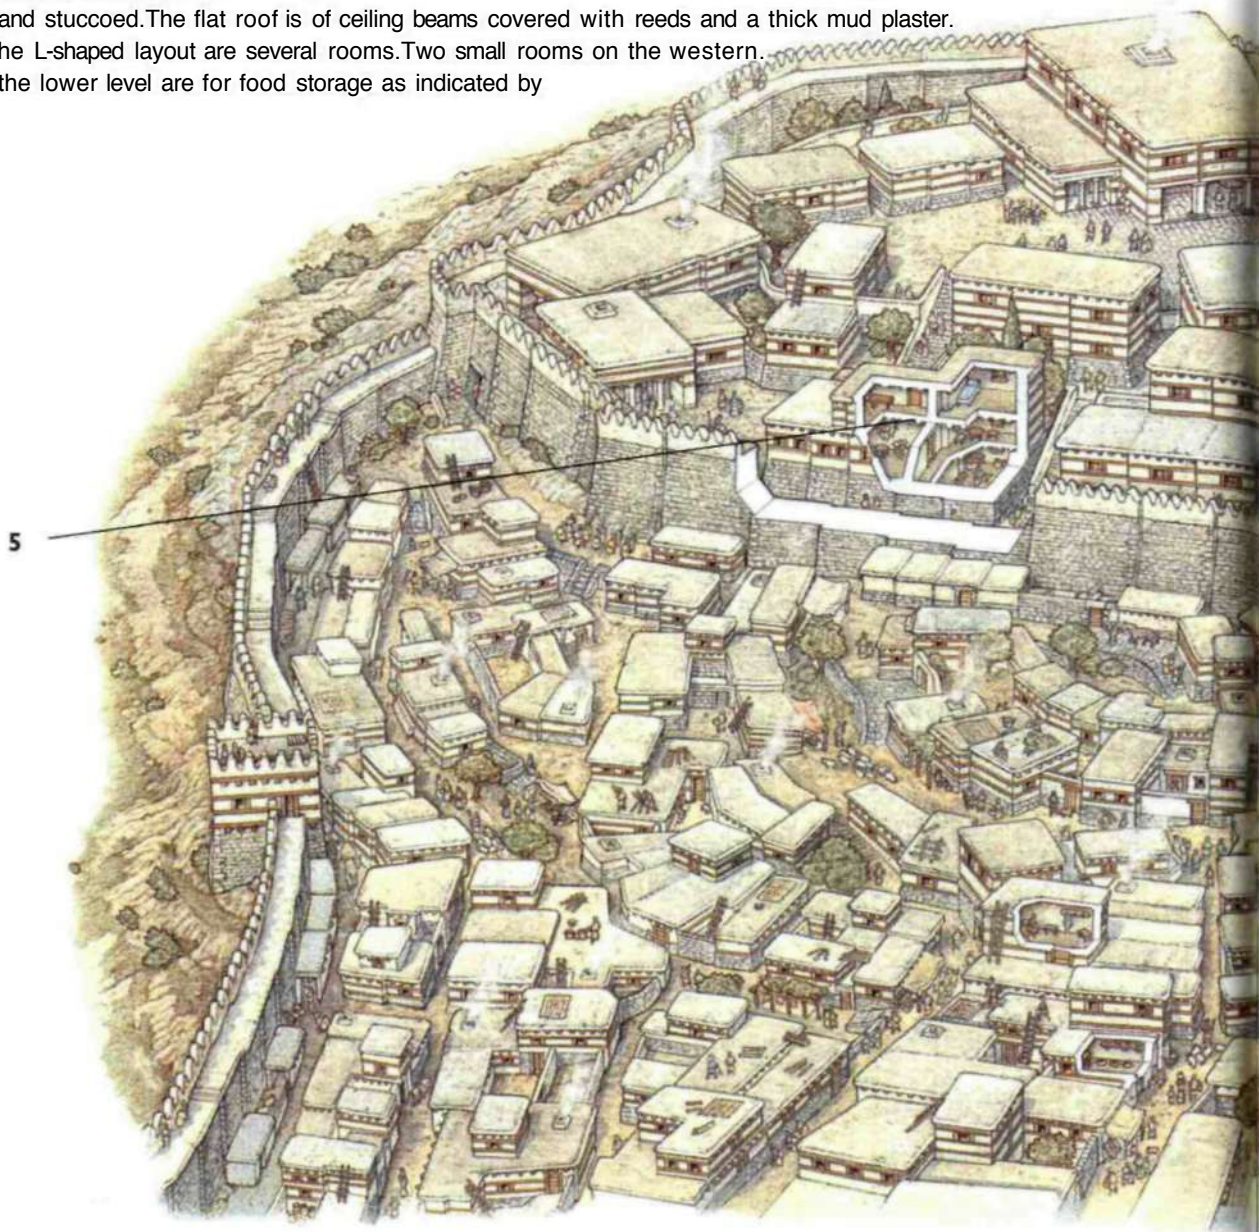 and stuccoed.The flat roof is of ceiling beams covered with reeds and a thick mud plaster.
he L-shaped layout are several rooms.Two small rooms on the western.
the lower level are for food storage as indicated by
5